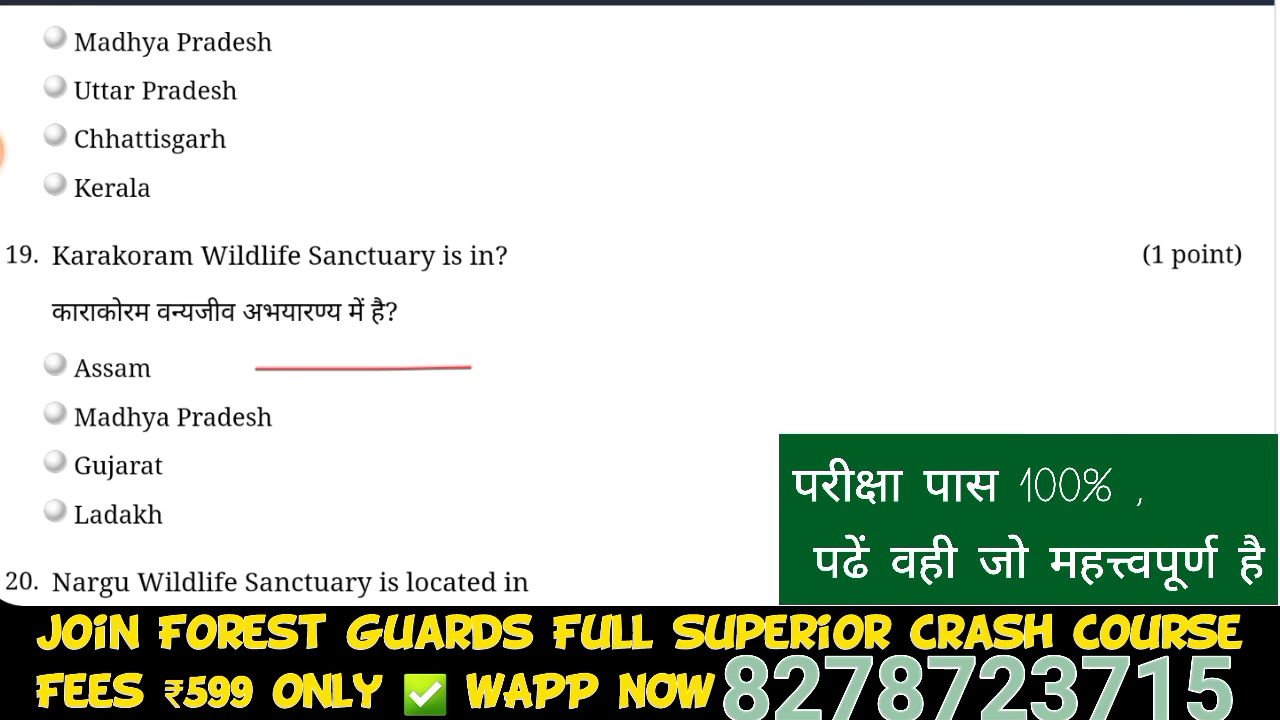 Madhya Pradesh
Uttar Pradesh
Chhattisgarh
Kerala
19. Karakoram Wildlife Sanctuary is in? (1 point)
काराकोरम वन्यजीव अभयारण्य में है?
Assam
Madhya Pradesh
Gujarat
Ladakh
परीक्षा पास 100% ,
पढें वही जो महत्त्वपूर्ण है
20. Nargu Wildlife Sanctuary is located in
JOIN FOREST GUARDS FULL SUPERIOR CRASH COURSE
FEES ₹599 ONLY ✅ WAPP NOW 8278723715